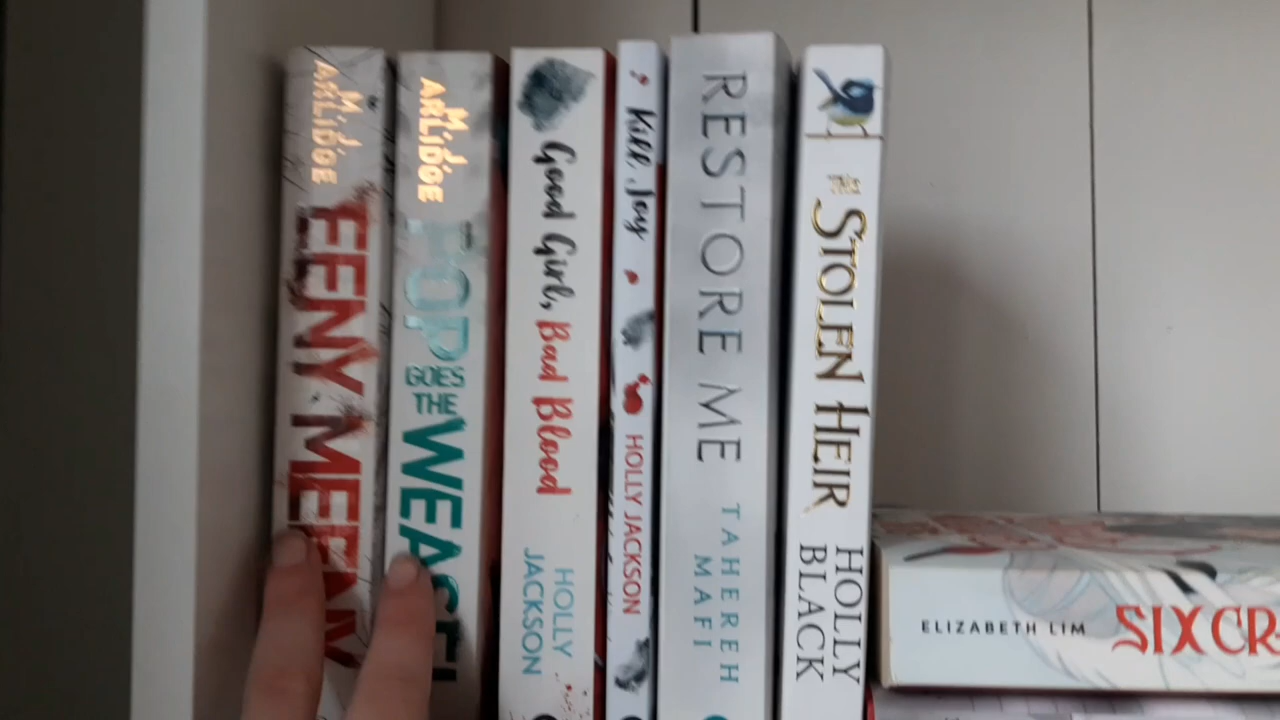 M.J.
ARLIDGE
EENY MEENY
M.J.
ARLIDGE
POP
GOES
THE
WEASEL
Good Girl, Bad Blood
HOLLY
JACKSON
Kill Joy
HOLLY JACKSON
RESTORE ME
TAHEREH
MAFI
THE
STOLEN HEIR
HOLLY
BLACK
ELIZABETH LIM
SIX CR